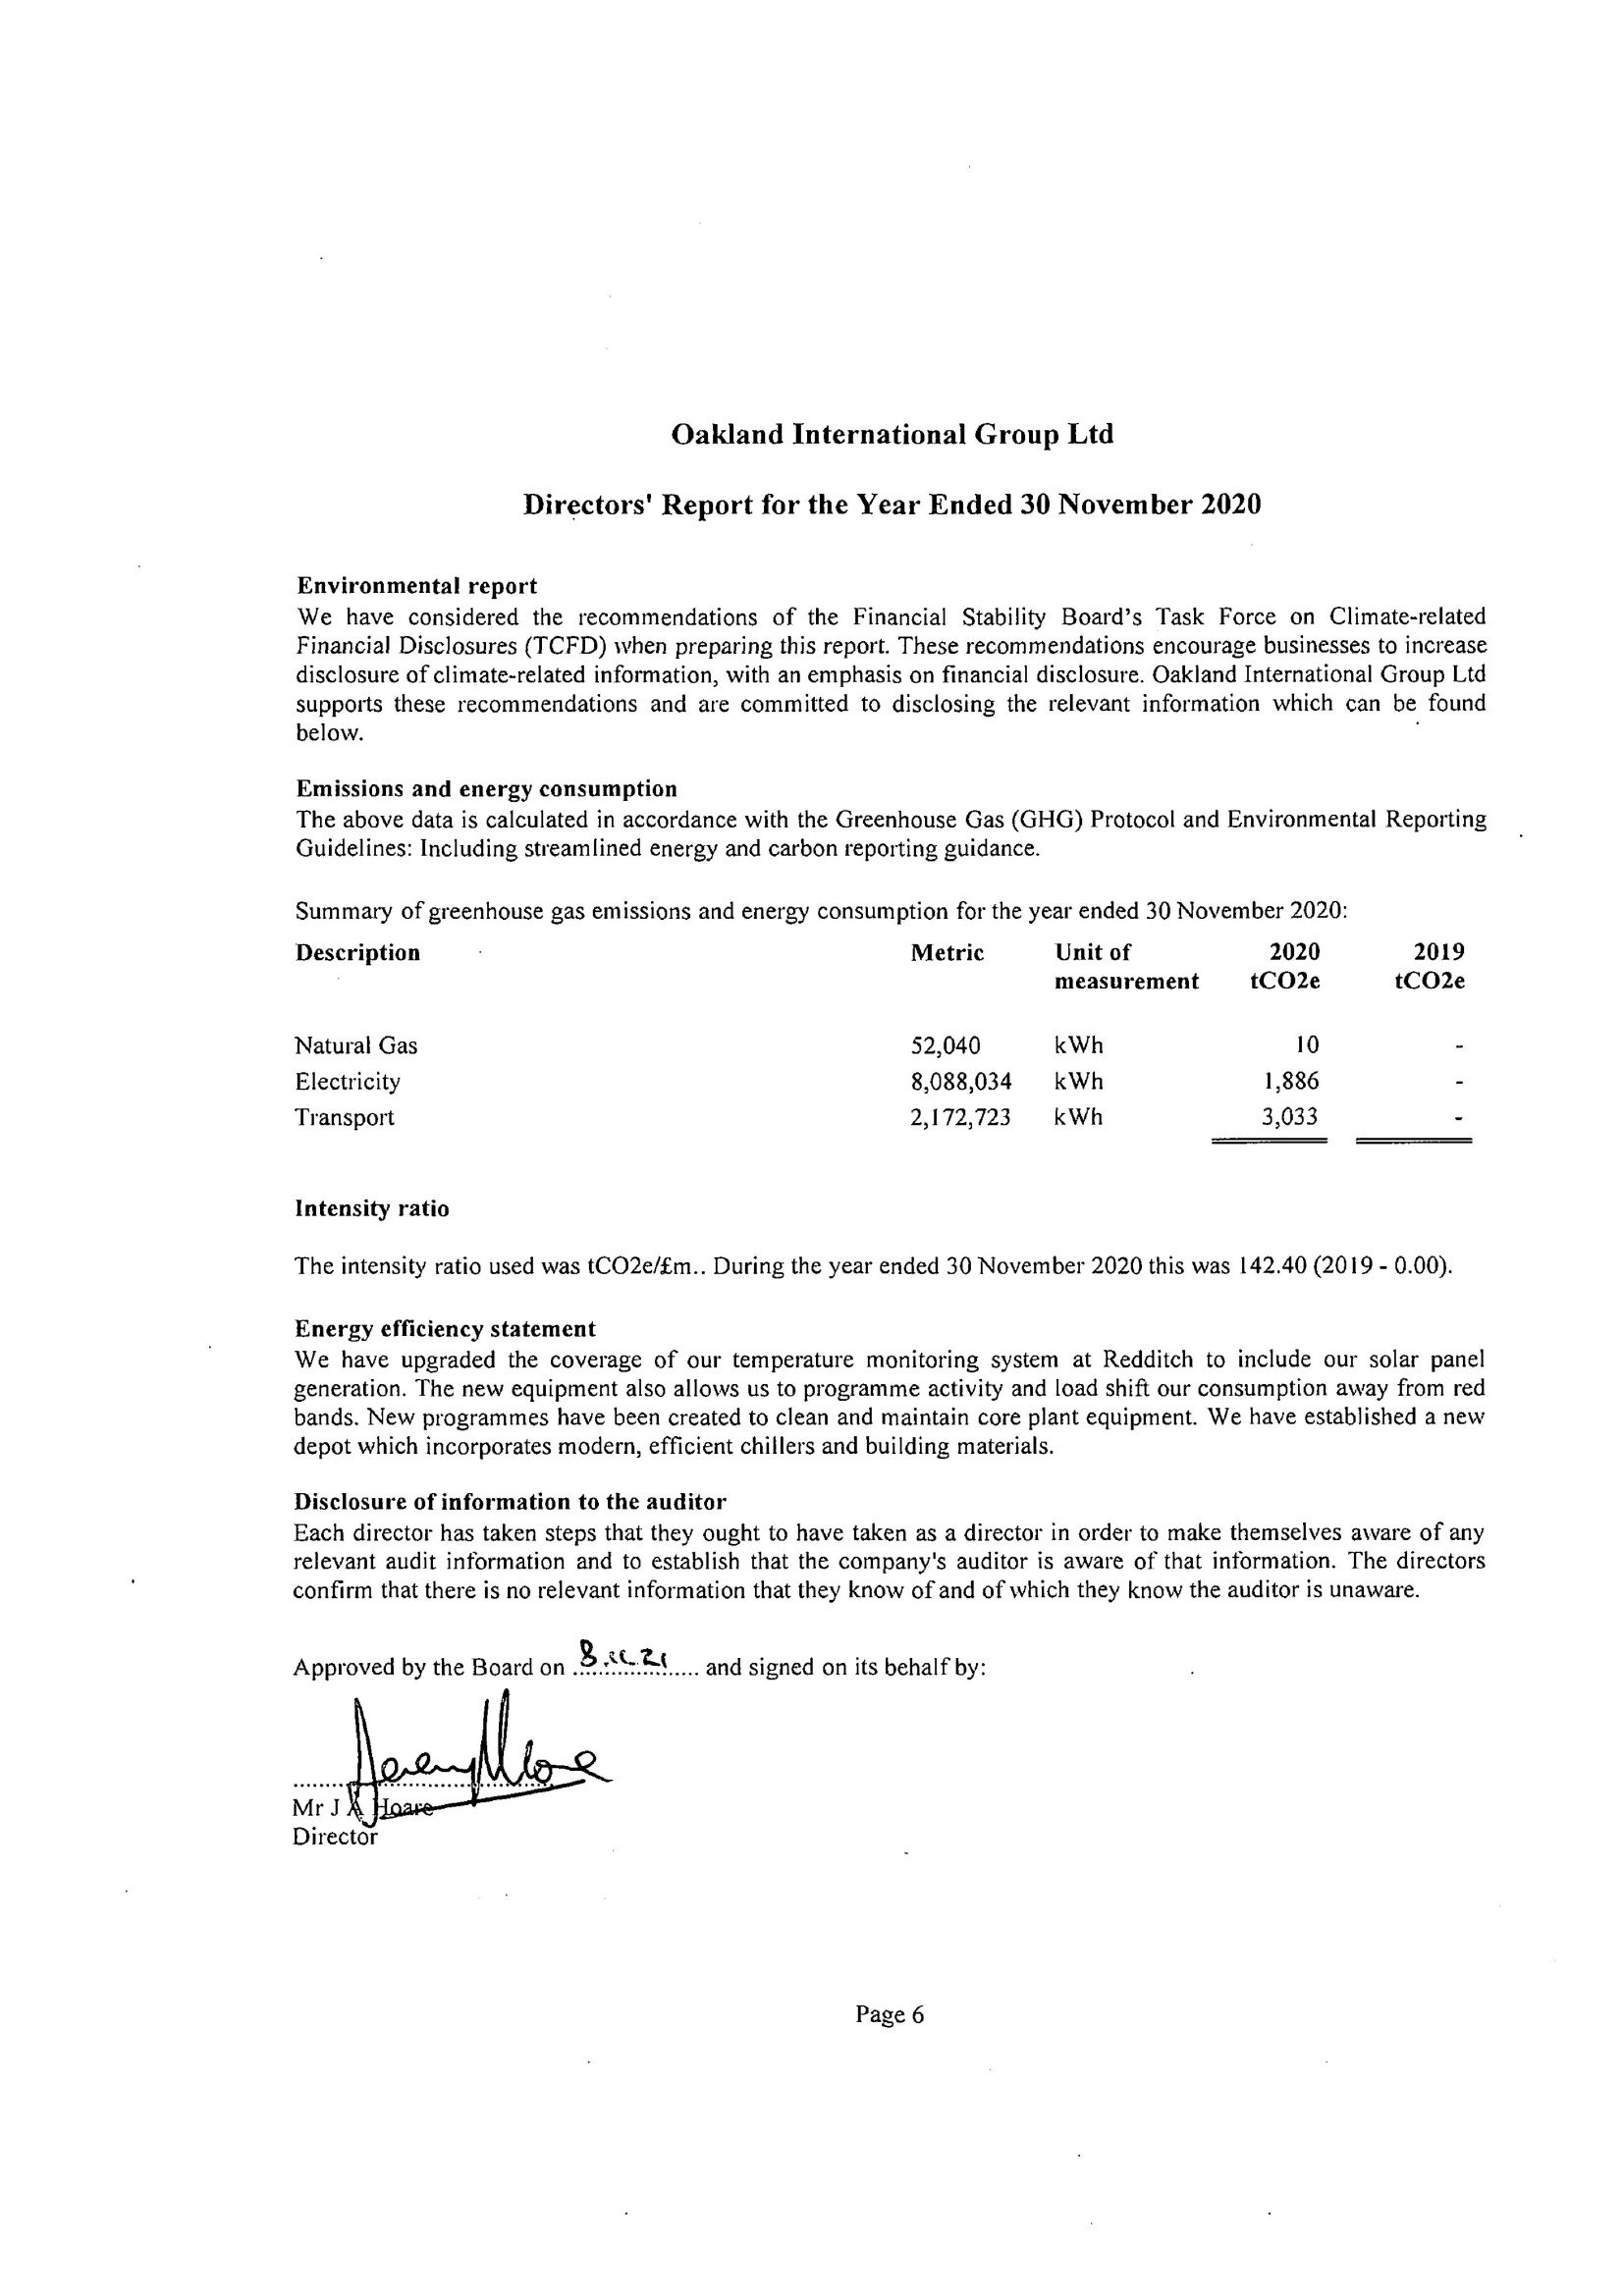 Oakland International Group Ltd
Directors' Report for the Year Ended 30 November 2020
Environmental report
We have considered the recommendations of the Financial Stability Board's Task Force on Climate-related
Financial Disclosures (TCFD) when preparing this report. These recommendations encourage businesses to increase
disclosure of climate-related information, with an emphasis on financial disclosure. Oakland International Group Ltd
supports these recommendations and are committed to disclosing the relevant information which can be found
below.
Emissions and energy consumption
The above data is calculated in accordance with the Greenhouse Gas (GHG) Protocol and Environmental Reporting
Guidelines: Including streamlined energy and carbon reporting guidance.
Summary of greenhouse gas emissions and energy consumption for the year ended 30 November 2020:
Description Metric Unit of 2020 2019
measurement tCO2e tCO2e
Natural Gas 52,040 kWh 10 -
Electricity 8,088,034 kWh 1,886 -
Transport 2,172,723 kWh 3,033 -
Intensity ratio
The intensity ratio used was tCO2e/£m.. During the year ended 30 November 2020 this was 142.40 (2019 - 0.00).
Energy efficiency statement
We have upgraded the coverage of our temperature monitoring system at Redditch to include our solar panel
generation. The new equipment also allows us to programme activity and load shift our consumption away from red
bands. New programmes have been created to clean and maintain core plant equipment. We have established a new
depot which incorporates modern, efficient chillers and building materials.
Disclosure of information to the auditor
Each director has taken steps that they ought to have taken as a director in order to make themselves aware of any
relevant audit information and to establish that the company's auditor is aware of that information. The directors
confirm that there is no relevant information that they know of and of which they know the auditor is unaware.
Approved by the Board on and signed on its behalf by:
Mr J A Hoare
Director
Page 6